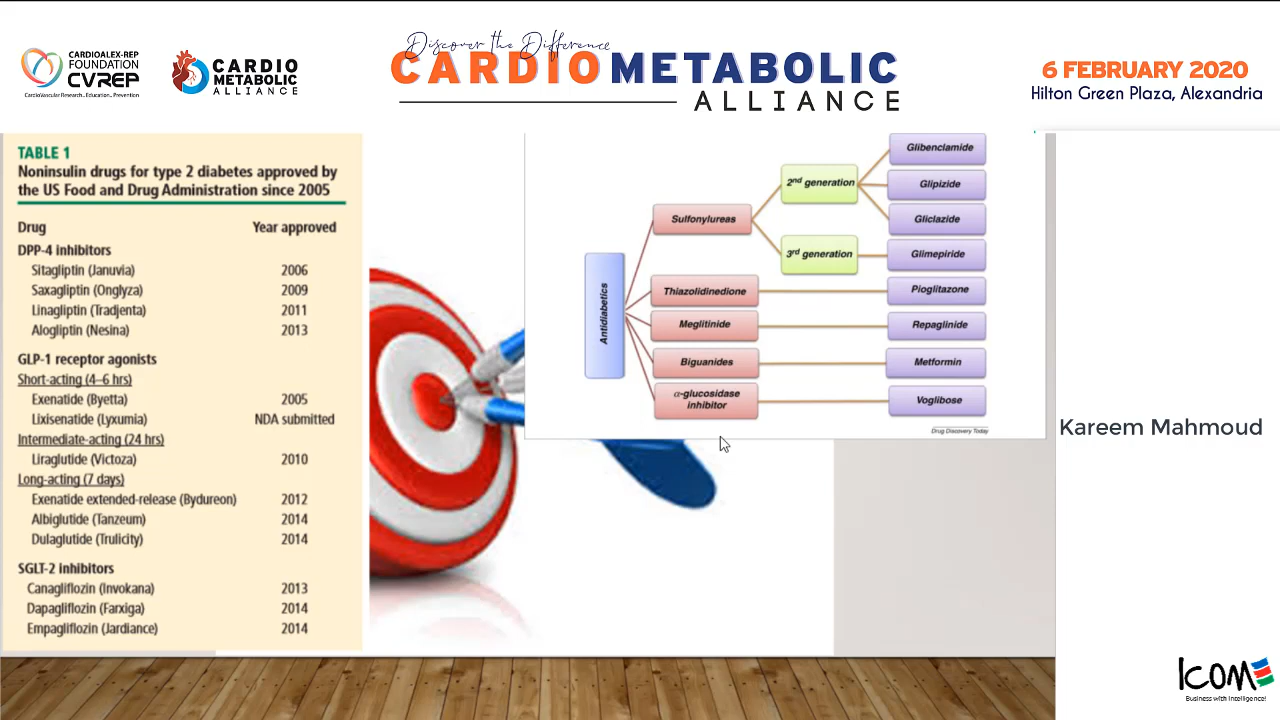 Discover the Difference
CARDIOALEX-REP
FOUNDATION
CVREP
CardioVascular Research.. Education.. Prevention
CARDIO
METABOLIC
ALLIANCE
CARDIOMETABOLIC
ALLIANCE
6 FEBRUARY 2020
Hilton Green Plaza, Alexandria
TABLE 1
Noninsulin drugs for type 2 diabetes approved by
the US Food and Drug Administration since 2005
Drug Year approved
DPP-4 inhibitors
Sitagliptin (Januvia) 2006
Saxagliptin (Onglyza) 2009
Linagliptin (Tradjenta) 2011
Alogliptin (Nesina) 2013
GLP-1 receptor agonists
Short-acting (4–6 hrs)
Exenatide (Byetta) 2005
Lixisenatide (Lyxumia) NDA submitted
Intermediate-acting (24 hrs)
Liraglutide (Victoza) 2010
Long-acting (7 days)
Exenatide extended-release (Bydureon) 2012
Albiglutide (Tanzeum) 2014
Dulaglutide (Trulicity) 2014
SGLT-2 inhibitors
Canagliflozin (Invokana) 2013
Dapagliflozin (Farxiga) 2014
Empagliflozin (Jardiance) 2014
Antidiabetics
Sulfonylureas
2nd generation
Glibenclamide
Glipizide
Gliclazide
3rd generation
Glimepiride
Thiazolidinedione
Pioglitazone
Meglitinide
Repaglinide
Biguanides
Metformin
α-glucosidase
inhibitor
Voglibose
Drug Discovery Today
Kareem Mahmoud
ICOM
Business with Intelligence!